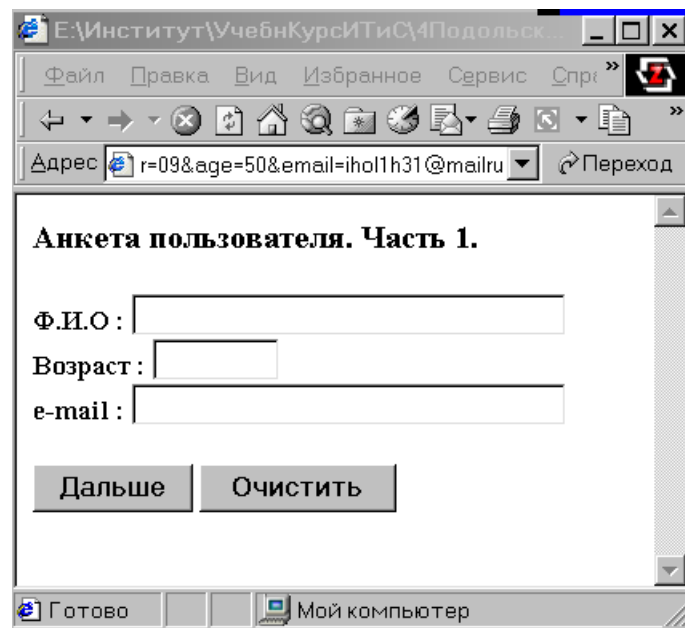 E:\Институт\УчебнКурсИТиС\4Подольск...
Файл Правка Вид Избранное Сервис Спра »
»
Адрес r=09&age=50&email=ihol1h31@mailru Переход
Анкета пользователя. Часть 1.
Ф.И.О :
Возраст :
e-mail :
Дальше Очистить
Готово Мой компьютер